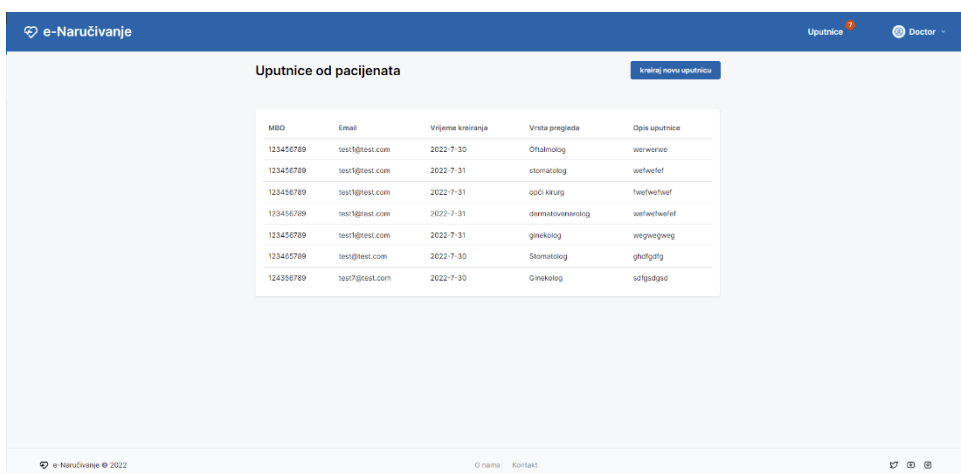 e-Naručivanje Uputnice 7 Doctor
Uputnice od pacijenata kreiraj novu uputnicu
MBO Email Vrijeme kreiranja Vrsta pregleda Opis uputnice
123456789 test1@test.com 2022-7-30 Oftalmolog werwerwe
123456789 test1@test.com 2022-7-31 stomatolog wefwefef
123456789 test1@test.com 2022-7-31 opći kirurg fwefwefwef
123456789 test1@test.com 2022-7-31 dermatovenerolog wefwefwefef
123456789 test1@test.com 2022-7-31 ginekolog wegwegweg
123465789 test@test.com 2022-7-30 Stomatolog ghdfgdfg
124356789 test7@test.com 2022-7-30 Ginekolog sdfgsdgsd
e-Naručivanje © 2022 O nama Kontakt